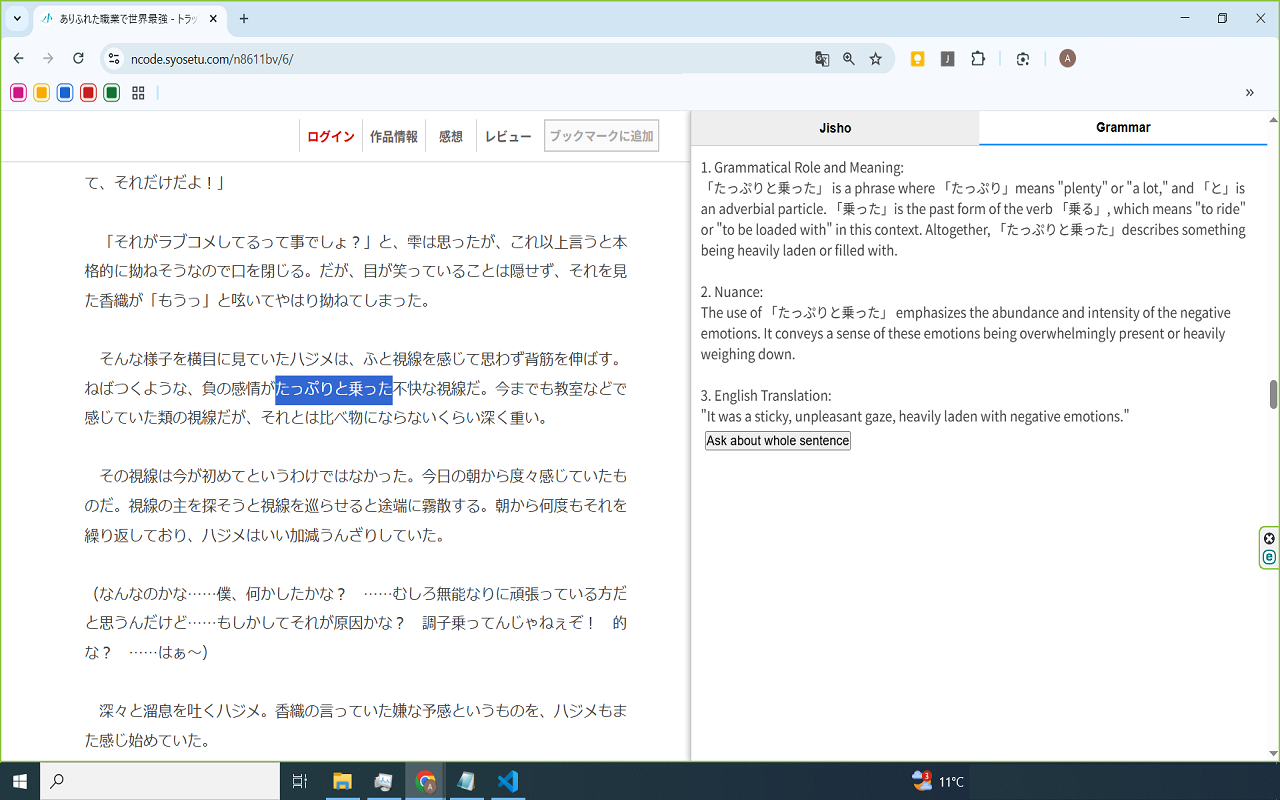 ありふれた職業で世界最強 - トラッ
ncode.syosetu.com/n8611bv/6/
J
A
»
ログイン 作品情報 感想 レビュー ブックマークに追加
て、それだけだよ！」
「それがラブコメしてるって事でしょ？」と、雫は思ったが、これ以上言うと本
格的に拗ねそうなので口を閉じる。だが、目が笑っていることは隠せず、それを見
た香織が「もうっ」と呟いてやはり拗ねてしまった。
そんな様子を横目に見ていたハジメは、ふと視線を感じて思わず背筋を伸ばす。
ねばつくような、負の感情がたっぷりと乗った不快な視線だ。今までも教室などで
感じていた類の視線だが、それとは比べ物にならないくらい深く重い。
その視線は今が初めてというわけではなかった。今日の朝から度々感じていたも
のだ。視線の主を探そうと視線を巡らせると途端に霧散する。朝から何度もそれを
繰り返しており、ハジメはいい加減うんざりしていた。
（なんなのかな……僕、何かしたかな？　……むしろ無能なりに頑張っている方だ
と思うんだけど……もしかしてそれが原因かな？　調子乗ってんじゃねぇぞ！　的
な？　……はぁ～）
深々と溜息を吐くハジメ。香織の言っていた嫌な予感というものを、ハジメもま
た感じ始めていた。
Jisho Grammar
1. Grammatical Role and Meaning:
「たっぷりと乗った」 is a phrase where 「たっぷり」means "plenty" or "a lot," and 「と」is
an adverbial particle. 「乗った」is the past form of the verb 「乗る」, which means "to ride"
or "to be loaded with" in this context. Altogether, 「たっぷりと乗った」describes something
being heavily laden or filled with.
2. Nuance:
The use of 「たっぷりと乗った」 emphasizes the abundance and intensity of the negative
emotions. It conveys a sense of these emotions being overwhelmingly present or heavily
weighing down.
3. English Translation:
"It was a sticky, unpleasant gaze, heavily laden with negative emotions."
Ask about whole sentence
e
A
3
11°C